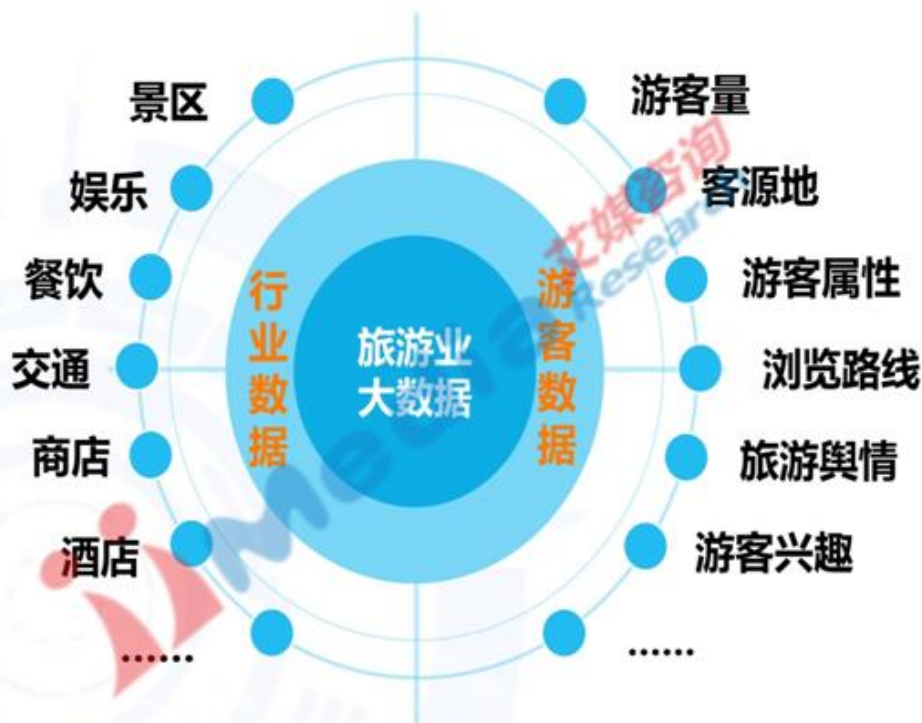 景区
娱乐
餐饮
交通
商店
酒店
……
行业数据
旅游业
大数据
游客数据
游客量
客源地
游客属性
浏览路线
旅游舆情
游客兴趣
……
艾媒咨询
iiMedia Research